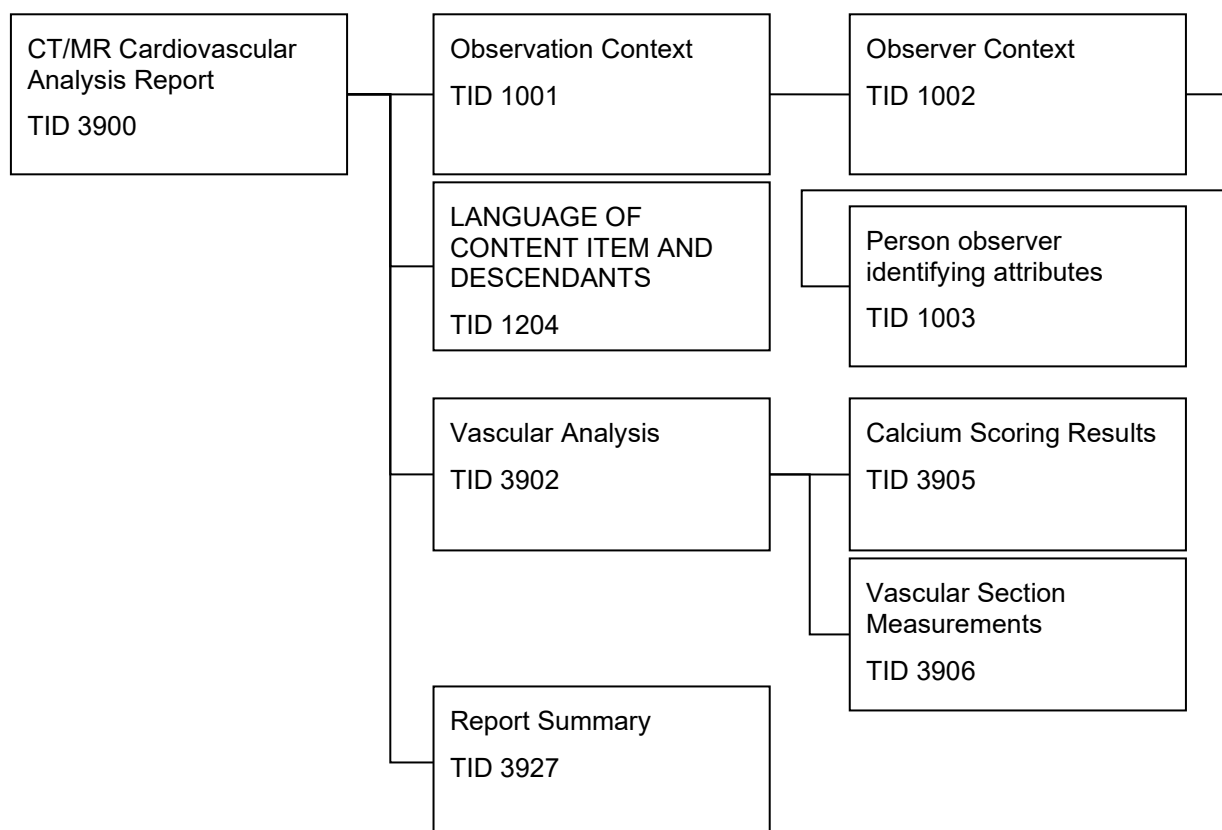 CT/MR Cardiovascular
Analysis Report
TID 3900
Observation Context
TID 1001
Observer Context
TID 1002
LANGUAGE OF
CONTENT ITEM AND
DESCENDANTS
TID 1204
Person observer
identifying attributes
TID 1003
Vascular Analysis
TID 3902
Calcium Scoring Results
TID 3905
Vascular Section
Measurements
TID 3906
Report Summary
TID 3927